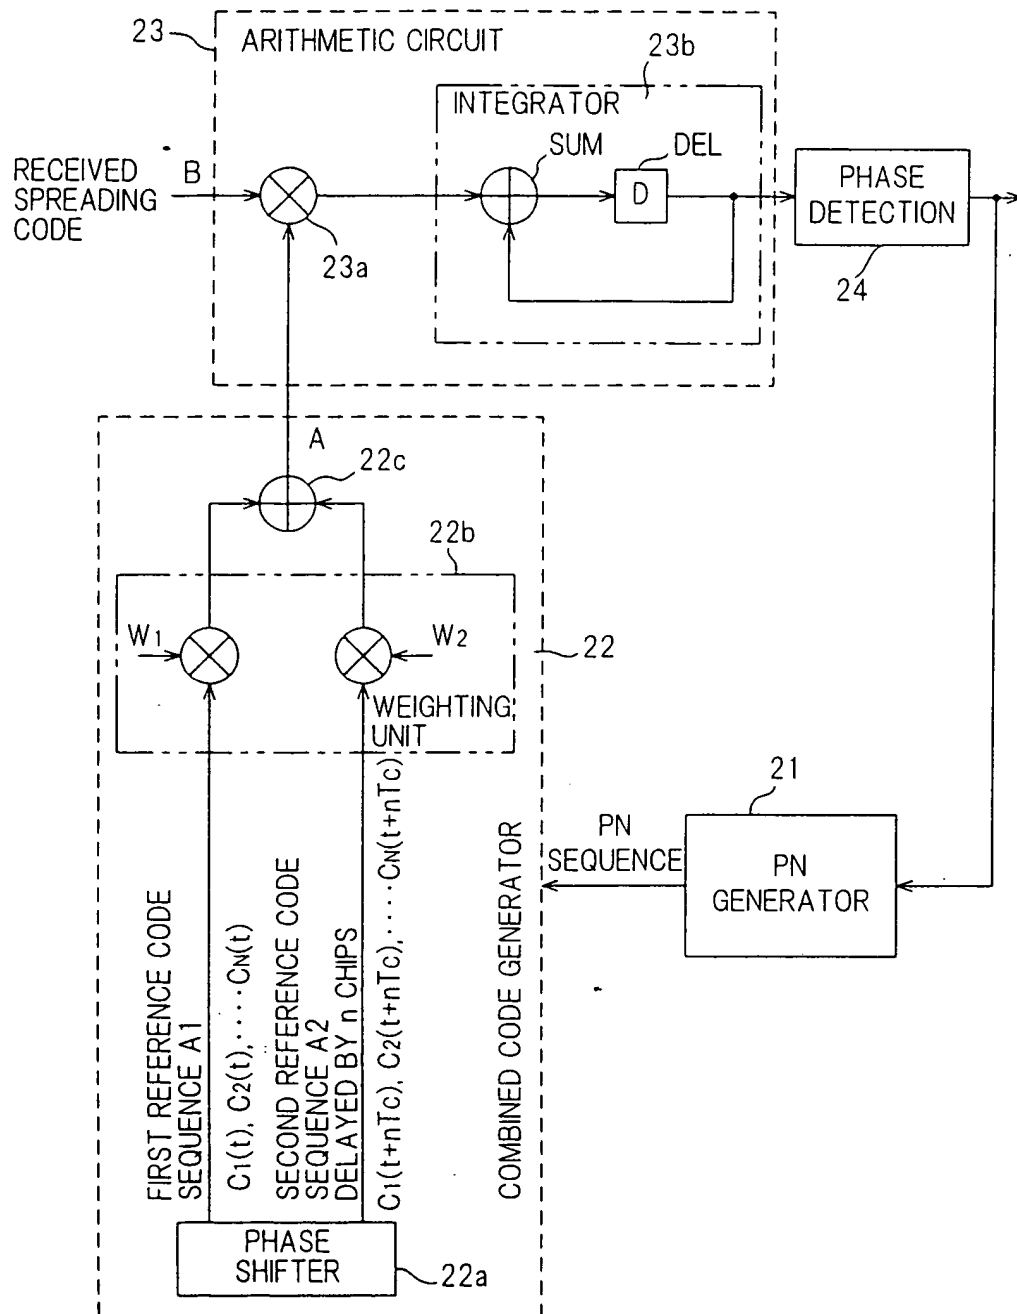 23
ARITHMETIC CIRCUIT
23b
INTEGRATOR
SUM
DEL
RECEIVED
SPREADING
CODE
B
D
PHASE
DETECTION
23a
24
A
22c
22b
W1
W2
22
WEIGHTING
UNIT
21
PN
SEQUENCE
PN
GENERATOR
COMBINED CODE GENERATOR
FIRST REFERENCE CODE
SEQUENCE A1
C1(t), C2(t),····CN(t)
SECOND REFERENCE CODE
SEQUENCE A2
DELAYED BY n CHIPS
C1(t+nTc), C2(t+nTc),····CN(t+nTc)
PHASE
SHIFTER
22a